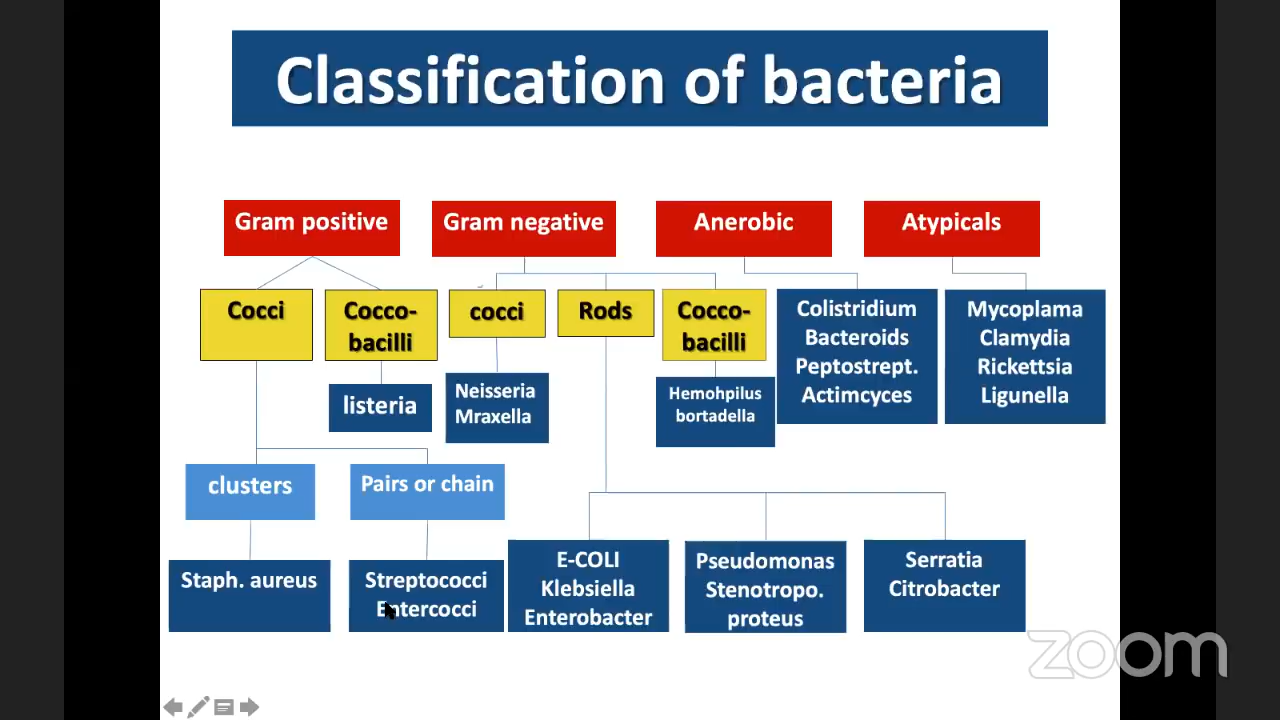 Classification of bacteria
Gram positive
Gram negative
Anerobic
Atypicals
Cocci
Cocco-
bacilli
cocci
Rods
Cocco-
bacilli
Colistridium
Bacteroids
Peptostrept.
Actimcyces
Mycoplama
Clamydia
Rickettsia
Ligunella
listeria
Neisseria
Mraxella
Hemohpilus
bortadella
clusters
Pairs or chain
Staph. aureus
Streptococci
Entercocci
E-COLI
Klebsiella
Enterobacter
Pseudomonas
Stenotropo.
proteus
Serratia
Citrobacter
zoom